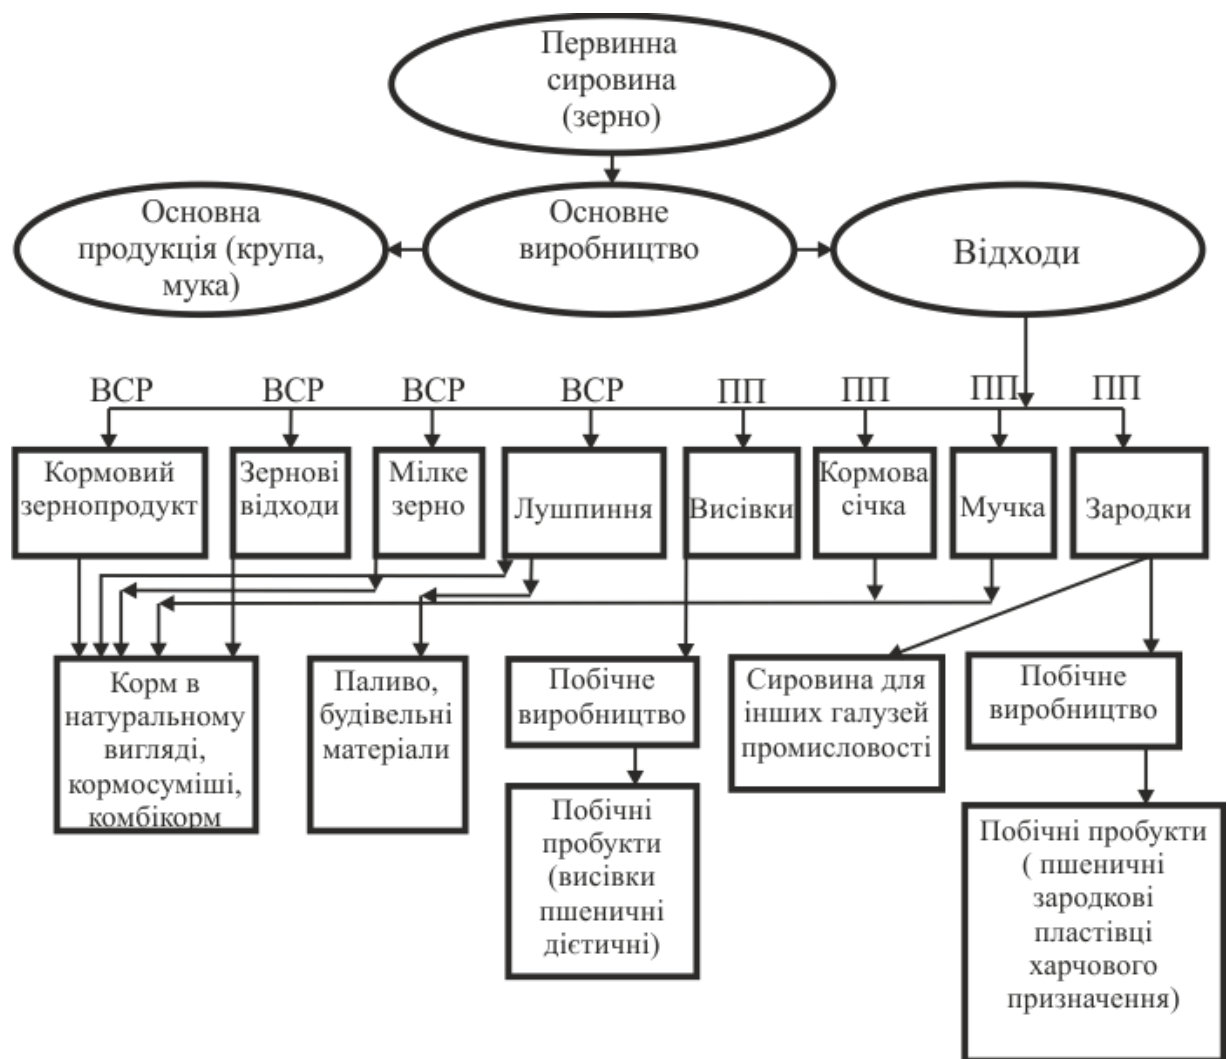 Первинна
сировина
(зерно)
Основна
продукція (крупа,
мука)
Основне
виробництво
Відходи
ВСР
ВСР
ВСР
ВСР
ПП
ПП
ПП
ПП
Кормовий
зернопродукт
Зернові
відходи
Мілке
зерно
Лушпиння
Висівки
Кормова
січка
Мучка
Зародки
Корм в
натуральному
вигляді,
кормосуміші,
комбікорм
Паливо,
будівельні
матеріали
Побічне
виробництво
Сировина для
інших галузей
промисловості
Побічне
виробництво
Побічні
пробукти
(висівки
пшеничні
дієтичні)
Побічні пробукти
( пшеничні
зародкові
пластівці
харчового
призначення)